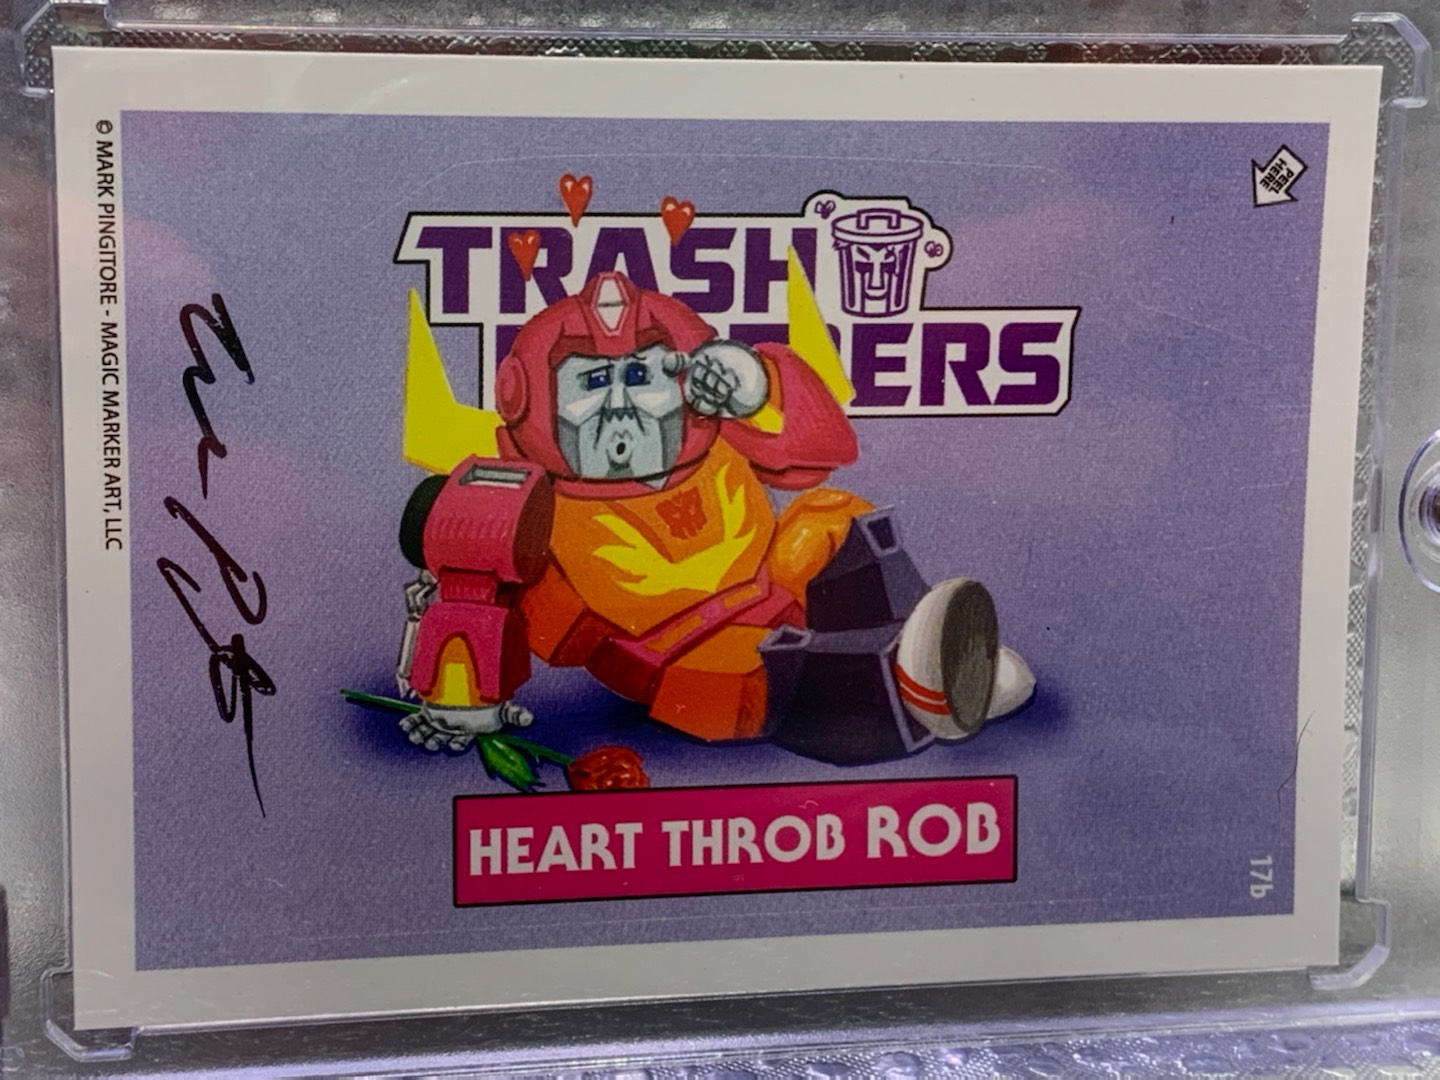 TRASH
ERS
HEART THROB ROB
PEEL
HERE
17b
© MARK PINGITORE - MAGIC MARKER ART, LLC